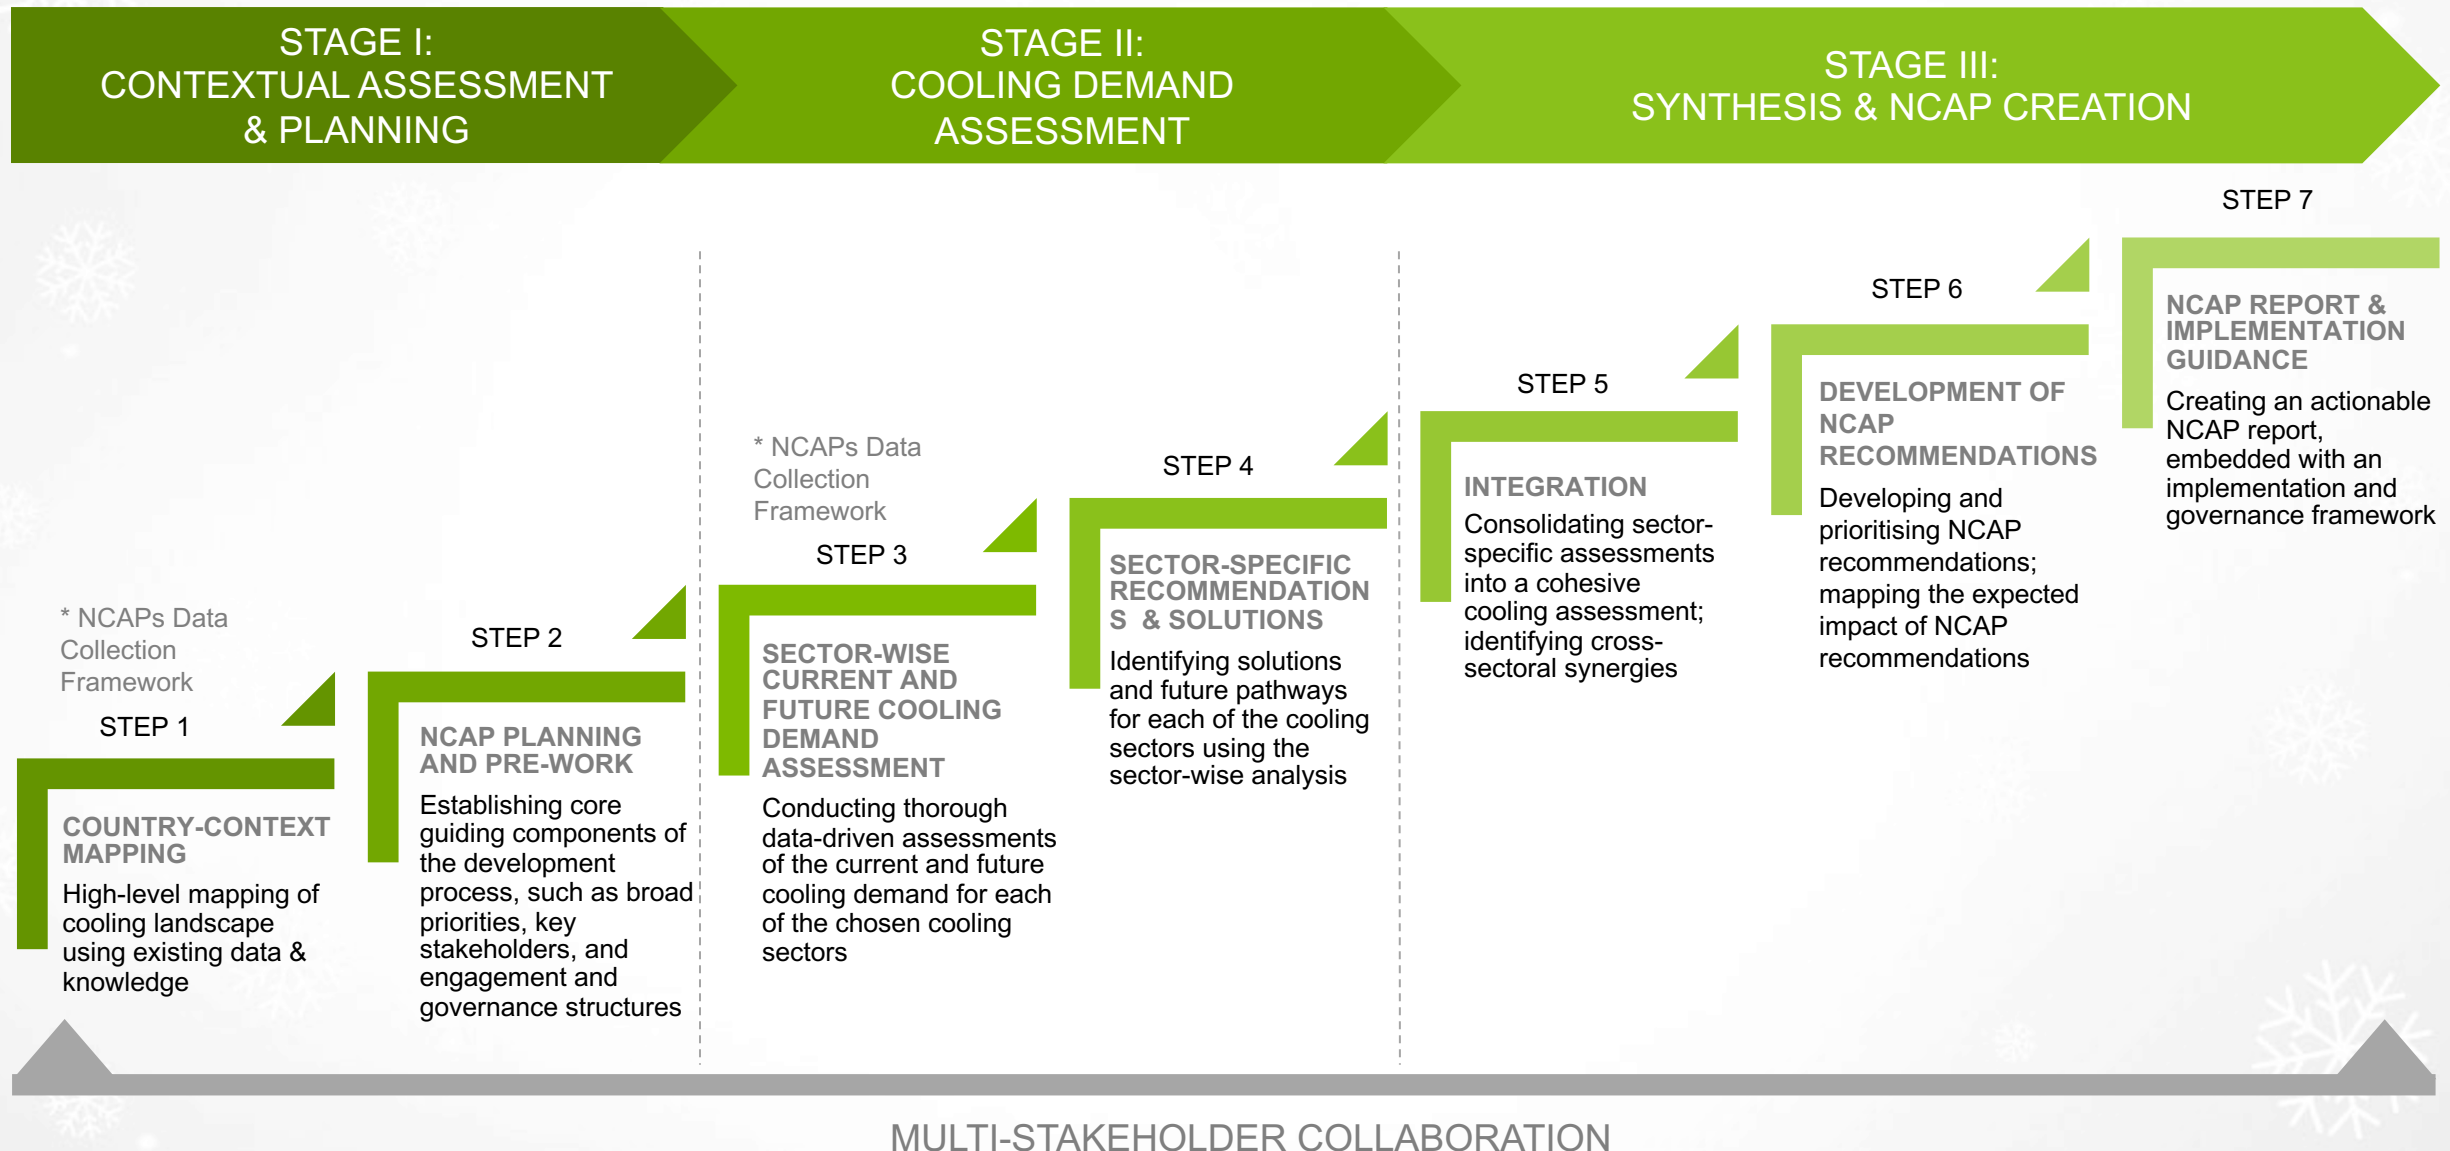 STAGE I:
CONTEXTUAL ASSESSMENT
& PLANNING
STAGE II:
COOLING DEMAND
ASSESSMENT
STAGE III:
SYNTHESIS & NCAP CREATION
* NCAPs Data
Collection
Framework
STEP 1
COUNTRY-CONTEXT
MAPPING
High-level mapping of
cooling landscape
using existing data &
knowledge
STEP 2
NCAP PLANNING
AND PRE-WORK
Establishing core
guiding components of
the development
process, such as broad
priorities, key
stakeholders, and
engagement and
governance structures
* NCAPs Data
Collection
Framework
STEP 3
SECTOR-WISE
CURRENT AND
FUTURE COOLING
DEMAND
ASSESSMENT
Conducting thorough
data-driven assessments
of the current and future
cooling demand for each
of the chosen cooling
sectors
STEP 4
SECTOR-SPECIFIC
RECOMMENDATION
S & SOLUTIONS
Identifying solutions
and future pathways
for each of the cooling
sectors using the
sector-wise analysis
STEP 5
INTEGRATION
Consolidating sector-
specific assessments
into a cohesive
cooling assessment;
identifying cross-
sectoral synergies
STEP 6
DEVELOPMENT OF
NCAP
RECOMMENDATIONS
Developing and
prioritising NCAP
recommendations;
mapping the expected
impact of NCAP
recommendations
STEP 7
NCAP REPORT &
IMPLEMENTATION
GUIDANCE
Creating an actionable
NCAP report,
embedded with an
implementation and
governance framework
MULTI-STAKEHOLDER COLLABORATION